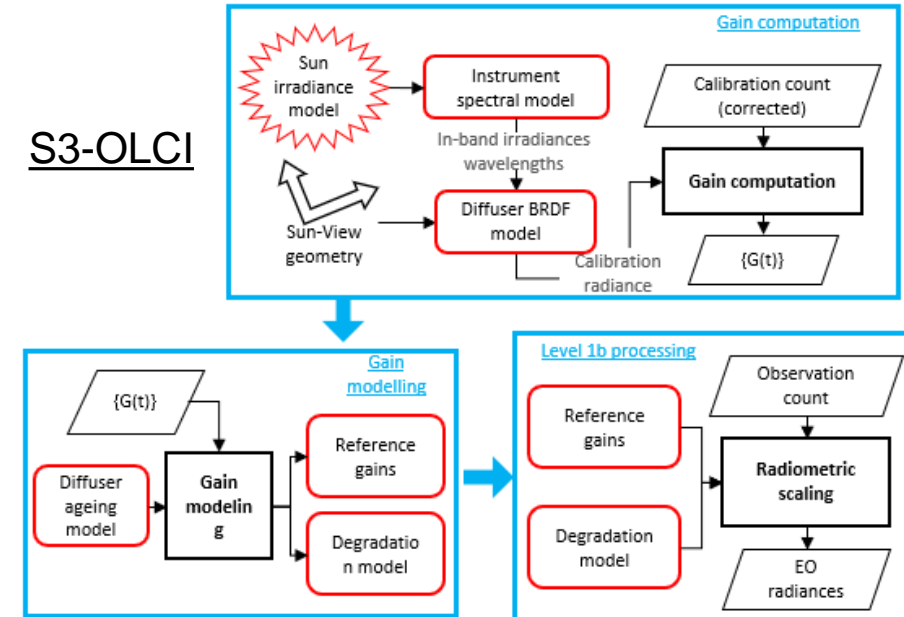 Gain computation
Sun
irradiance
model
Instrument
spectral model
Calibration count
(corrected)
S3-OLCI
In-band irradiances
wavelengths
Gain computation
Sun-View
geometry
Diffuser BRDF
model
Calibration
radiance
{G(t)}
Gain
modelling
{G(t)}
Diffuser
ageing
model
Gain
modelin
g
Reference
gains
Degradatio
n model
Level 1b processing
Observation
count
Reference
gains
Radiometric
scaling
Degradation
model
EO
radiances